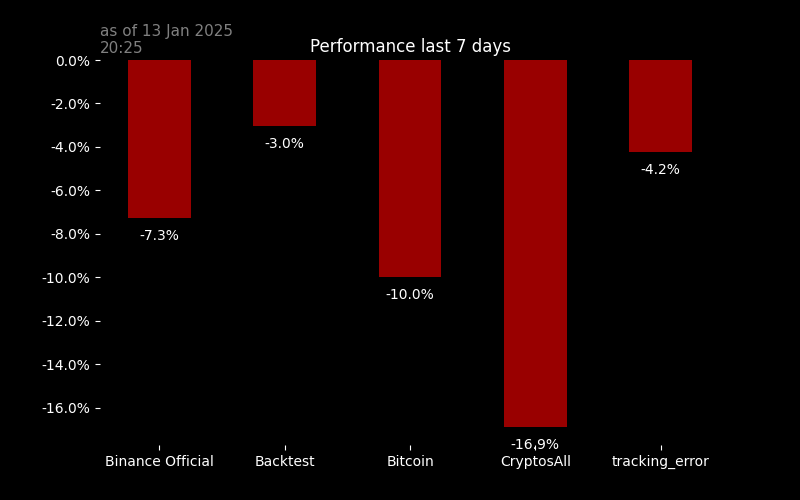 as of 13 Jan 2025
20:25
Performance last 7 days
0.0%
-2.0%
-4.0%
-6.0%
-8.0%
-10.0%
-12.0%
-14.0%
-16.0%
-7.3%
-3.0%
-10.0%
-16.9%
-4.2%
Binance Official
Backtest
Bitcoin
CryptosAll
tracking_error